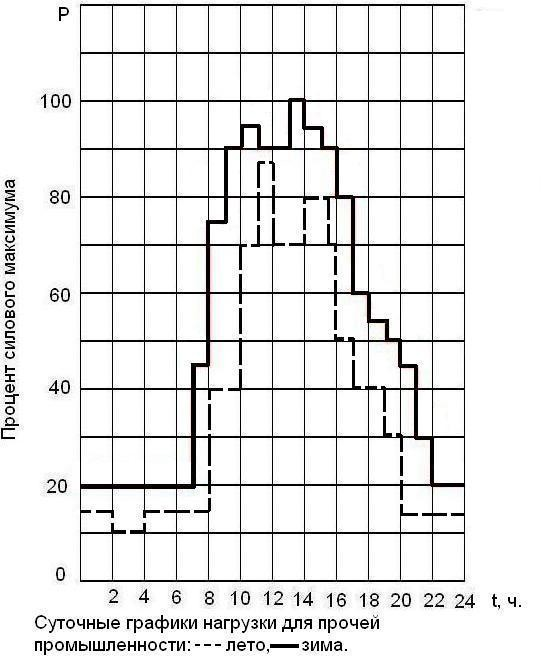 P
100
80
60
40
20
0
Процент силового максимума
2 4 6 8 10 12 14 16 18 20 22 24 t, ч.
Суточные графики нагрузки для прочей
промышленности: --- лето, — зима.